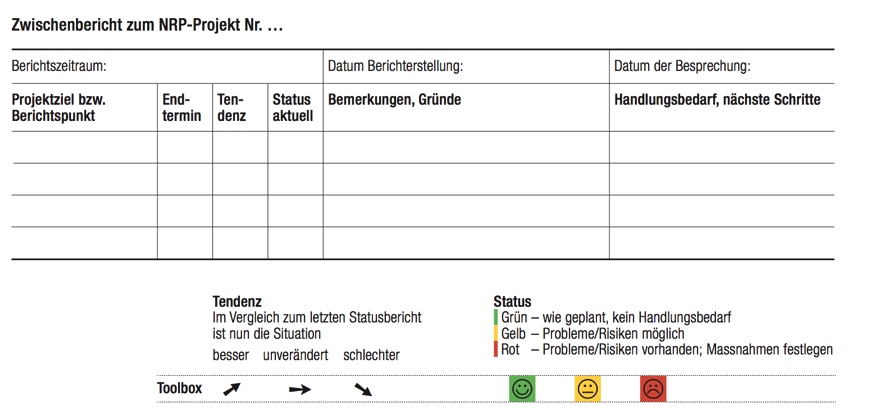 Zwischenbericht zum NRP-Projekt Nr. …
Berichtszeitraum: Datum Berichterstellung: Datum der Besprechung:
Projektziel bzw. End- Ten- Status Bemerkungen, Gründe Handlungsbedarf, nächste Schritte
Berichtspunkt termin denz aktuell
Tendenz
Im Vergleich zum letzten Statusbericht
ist nun die Situation
besser unverändert schlechter
Status
Grün – wie geplant, kein Handlungsbedarf
Gelb – Probleme/Risiken möglich
Rot – Probleme/Risiken vorhanden; Massnahmen festlegen
Toolbox